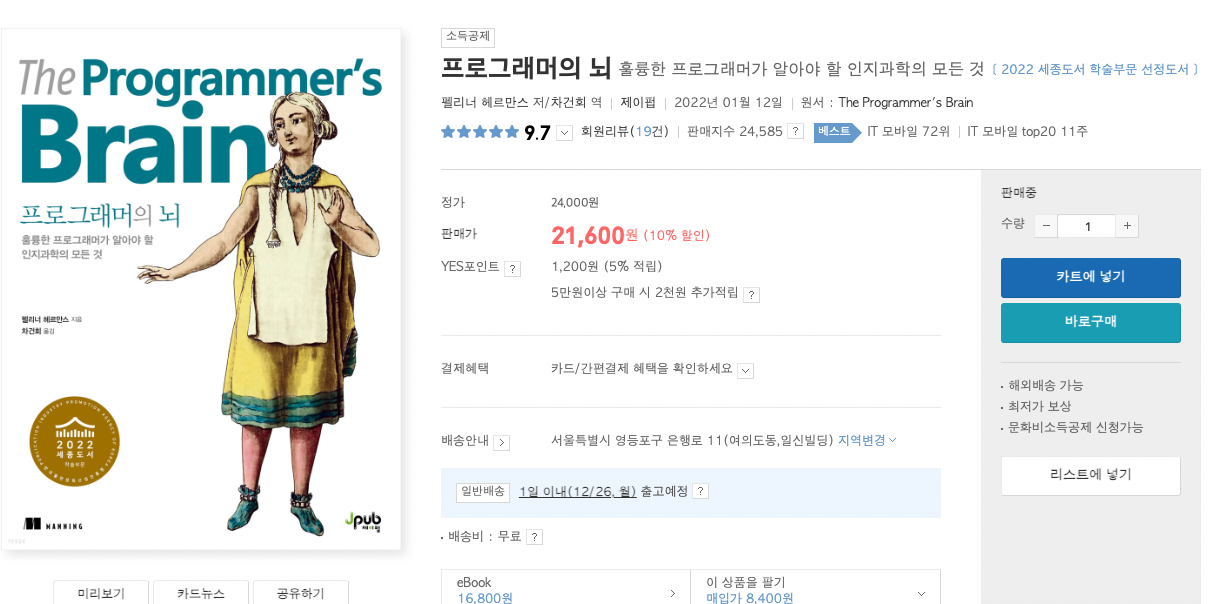 The Programmer's
Brain
프로그래머의 뇌
훌륭한 프로그래머가 알아야 할
인지과학의 모든 것
펠리너 헤르만스 지음
차건희 옮김
2022
세종도서
학술부문
MANNING
Jpub
제이펍
미리보기
카드뉴스
공유하기
소득공제
프로그래머의 뇌 훌륭한 프로그래머가 알아야 할 인지과학의 모든 것 [ 2022 세종도서 학술부문 선정도서 ]
펠리너 헤르만스 저/차건희 역 | 제이펍 | 2022년 01월 12일 | 원서 : The Programmer's Brain
9.7 회원리뷰(19건) | 판매지수 24,585 ? 베스트 IT 모바일 72위 | IT 모바일 top20 11주
정가 24,000원
판매가 21,600원 (10% 할인)
YES포인트 ? 1,200원 (5% 적립)
5만원이상 구매 시 2천원 추가적립 ?
결제혜택 카드/간편결제 혜택을 확인하세요
배송안내 서울특별시 영등포구 은행로 11(여의도동,일신빌딩) 지역변경
일반배송 1일 이내(12/26, 월) 출고예정 ?
배송비 : 무료 ?
eBook
16,800원
이 상품을 팔기
매입가 8,400원
판매중
수량 − 1 +
카트에 넣기
바로구매
해외배송 가능
최저가 보상
문화비소득공제 신청가능
리스트에 넣기